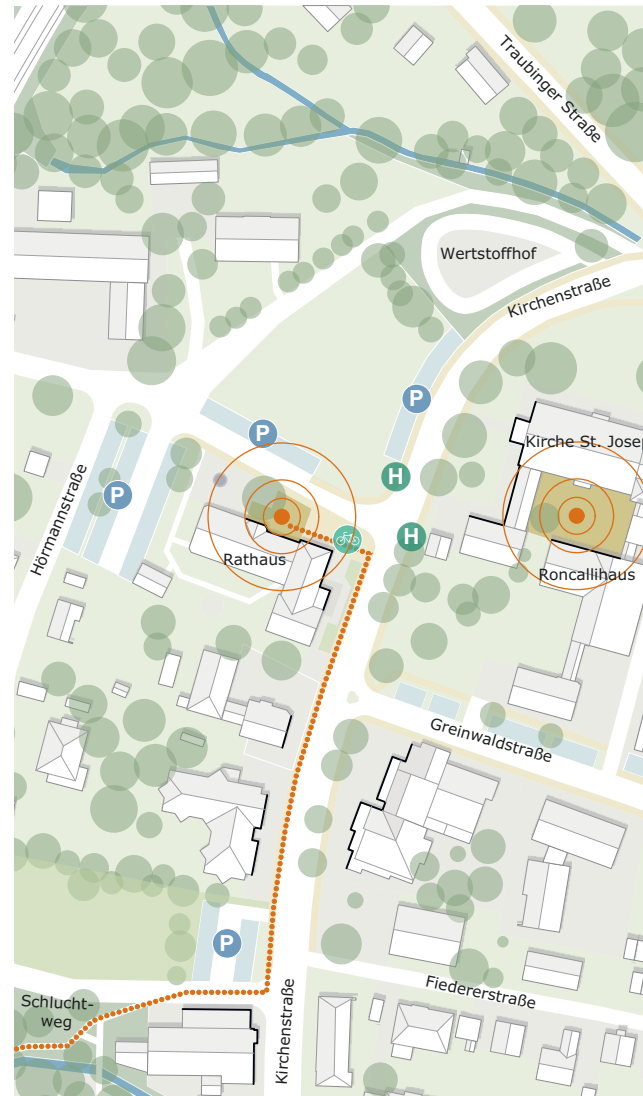 Traubinger Straße
Wertstoffhof
Kirchenstraße
P
P
Kirche St. Josep
H
P
H
Hörmannstraße
Rathaus
Roncallihaus
Greinwaldstraße
P
Fiedererstraße
Schlucht-
weg
Kirchenstraße